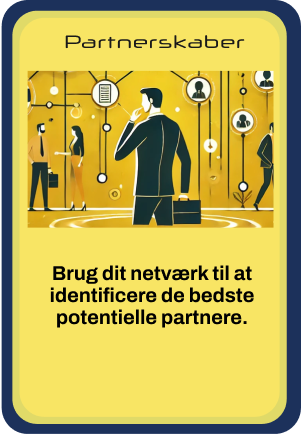 Partnerskaber
Brug dit netværk til at
identificere de bedste
potentielle partnere.